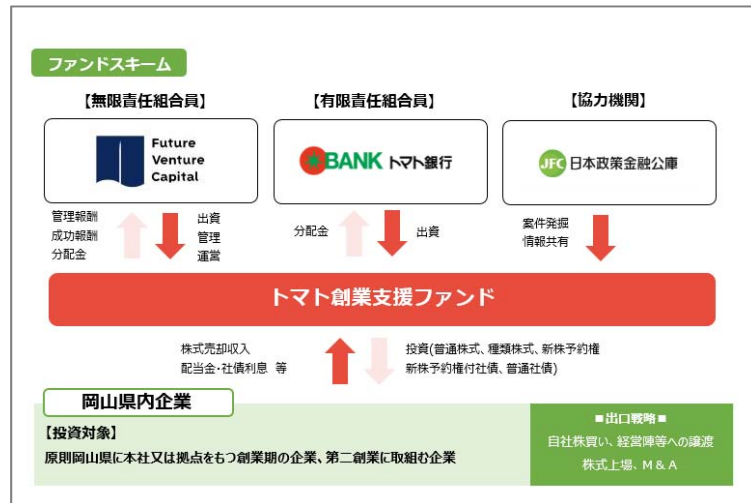 ファンドスキーム
【無限責任組合員】
【有限責任組合員】
【協力機関】
Future
Venture
Capital
BANK トマト銀行
JFC 日本政策金融公庫
管理報酬
成功報酬
分配金
出資
管理
運営
分配金
出資
案件発掘
情報共有
トマト創業支援ファンド
株式売却収入
配当金・社債利息 等
投資(普通株式、種類株式、新株予約権
新株予約権付社債、普通社債)
岡山県内企業
【投資対象】
原則岡山県に本社又は拠点をもつ創業期の企業、第二創業に取組む企業
■出口戦略■
自社株買い、経営陣等への譲渡
株式上場、M&A